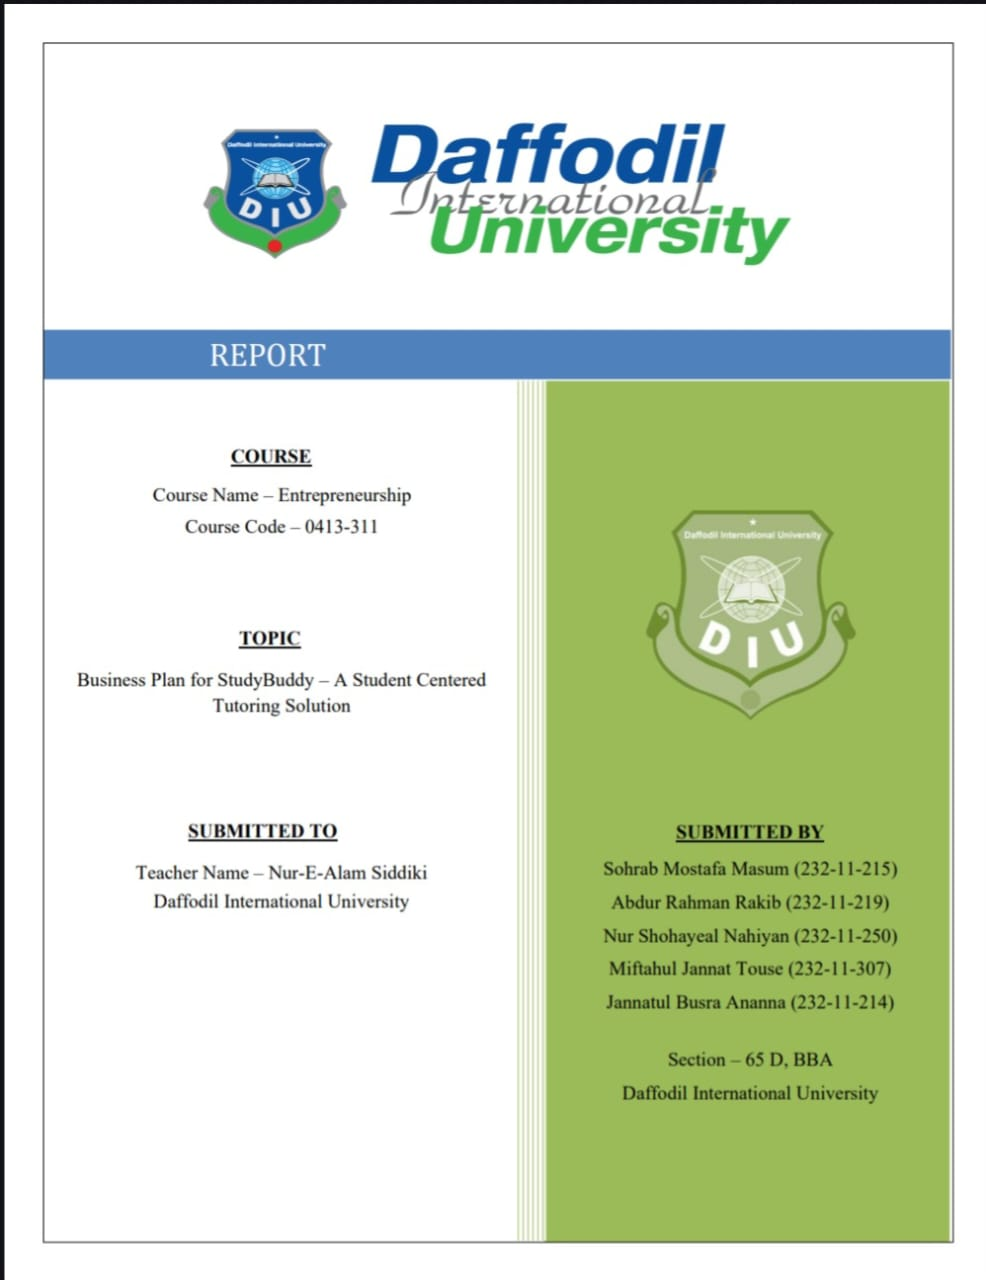 Daffodil International University
D I U
Daffodil
International
University
REPORT
COURSE
Course Name – Entrepreneurship
Course Code – 0413-311
TOPIC
Business Plan for StudyBuddy – A Student Centered
Tutoring Solution
SUBMITTED TO
Teacher Name – Nur-E-Alam Siddiki
Daffodil International University
Daffodil International University
D I U
SUBMITTED BY
Sohrab Mostafa Masum (232-11-215)
Abdur Rahman Rakib (232-11-219)
Nur Shohayeal Nahiyan (232-11-250)
Miftahul Jannat Touse (232-11-307)
Jannatul Busra Ananna (232-11-214)
Section – 65 D, BBA
Daffodil International University